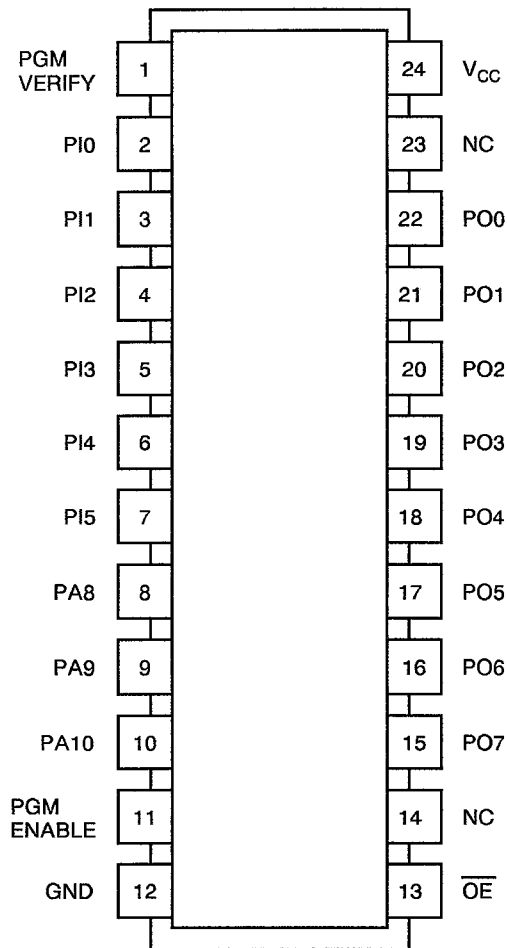 PGM
VERIFY 1 24 VCC
PI0 2 23 NC
PI1 3 22 PO0
PI2 4 21 PO1
PI3 5 20 PO2
PI4 6 19 PO3
PI5 7 18 PO4
PA8 8 17 PO5
PA9 9 16 PO6
PA10 10 15 PO7
PGM
ENABLE 11 14 NC
GND 12 13 O̅E̅